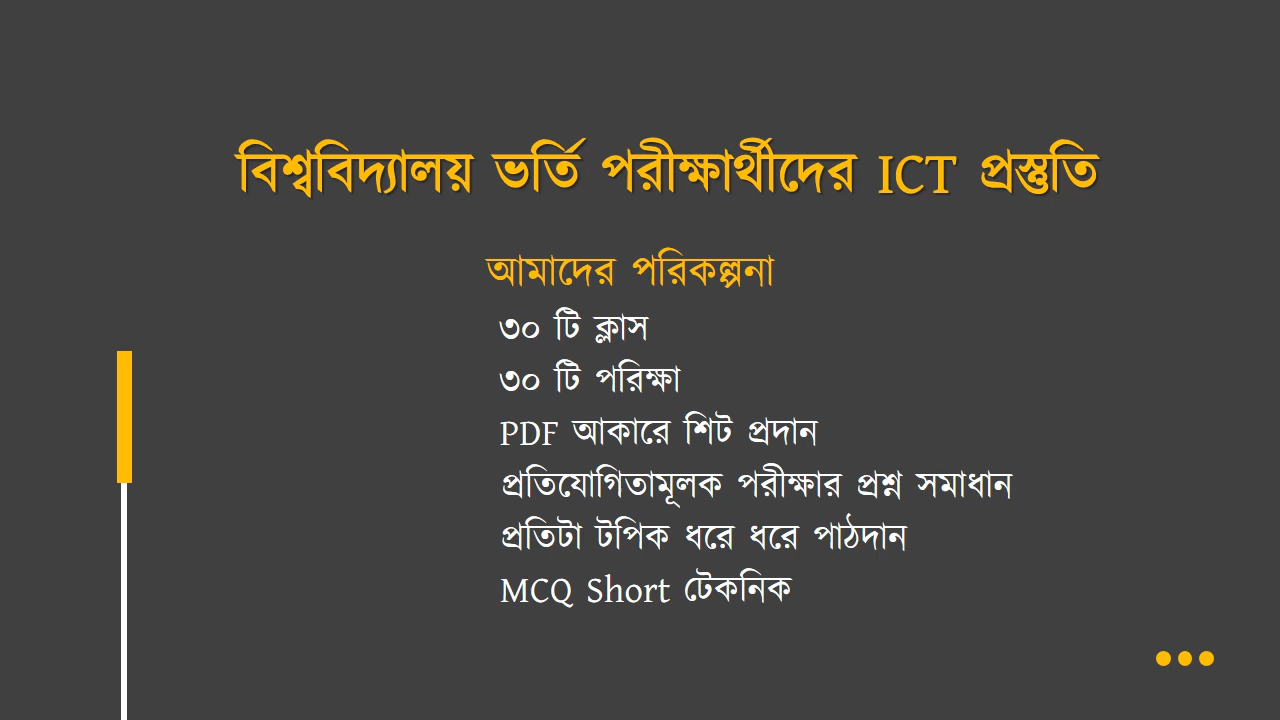 বিশ্ববিদ্যালয় ভর্তি পরীক্ষার্থীদের ICT প্রস্তুতি
আমাদের পরিকল্পনা
৩০ টি ক্লাস
৩০ টি পরিক্ষা
PDF আকারে শিট প্রদান
প্রতিযোগিতামূলক পরীক্ষার প্রশ্ন সমাধান
প্রতিটা টপিক ধরে ধরে পাঠদান
MCQ Short টেকনিক